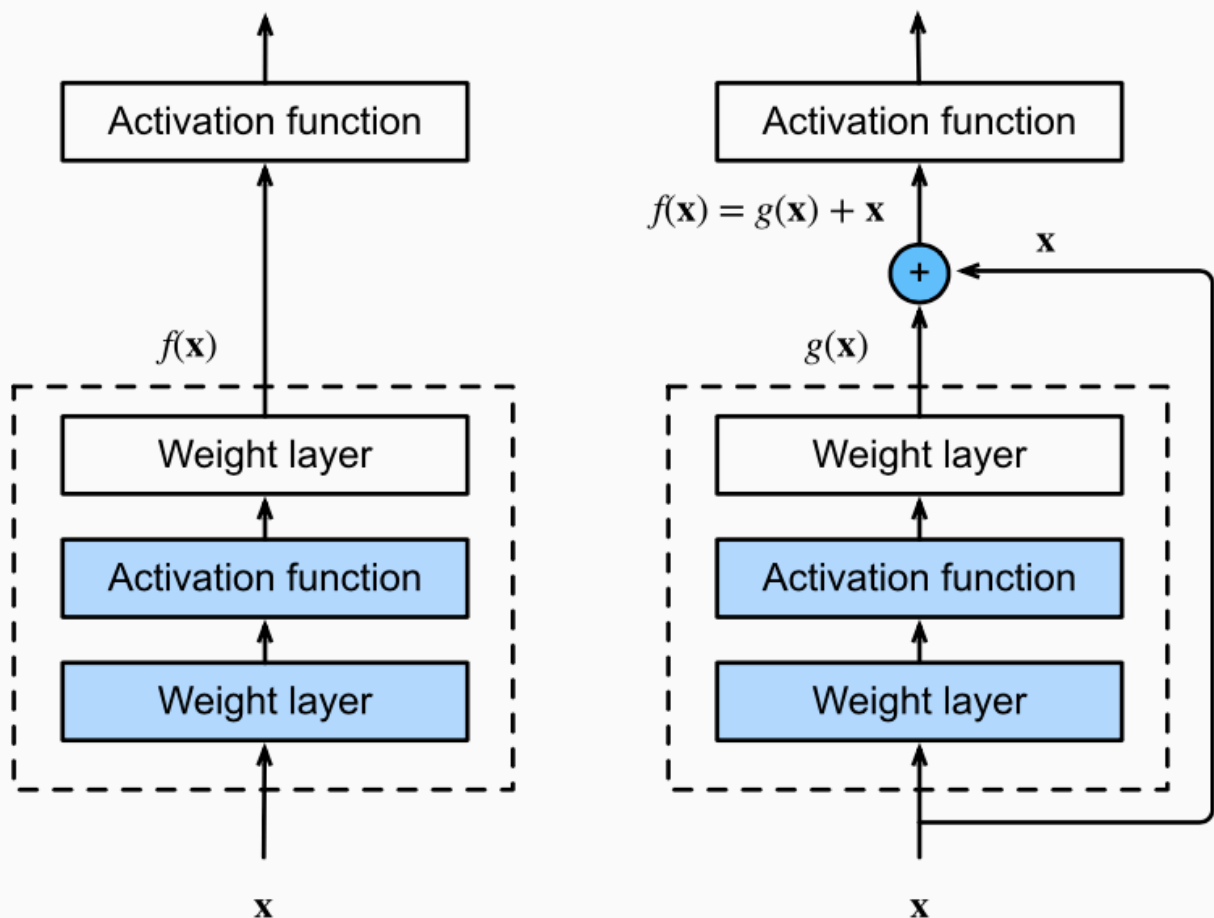 Activation function
f(x)
Weight layer
Activation function
Weight layer
x
Activation function
f(x) = g(x) + x
x
+
g(x)
Weight layer
Activation function
Weight layer
x